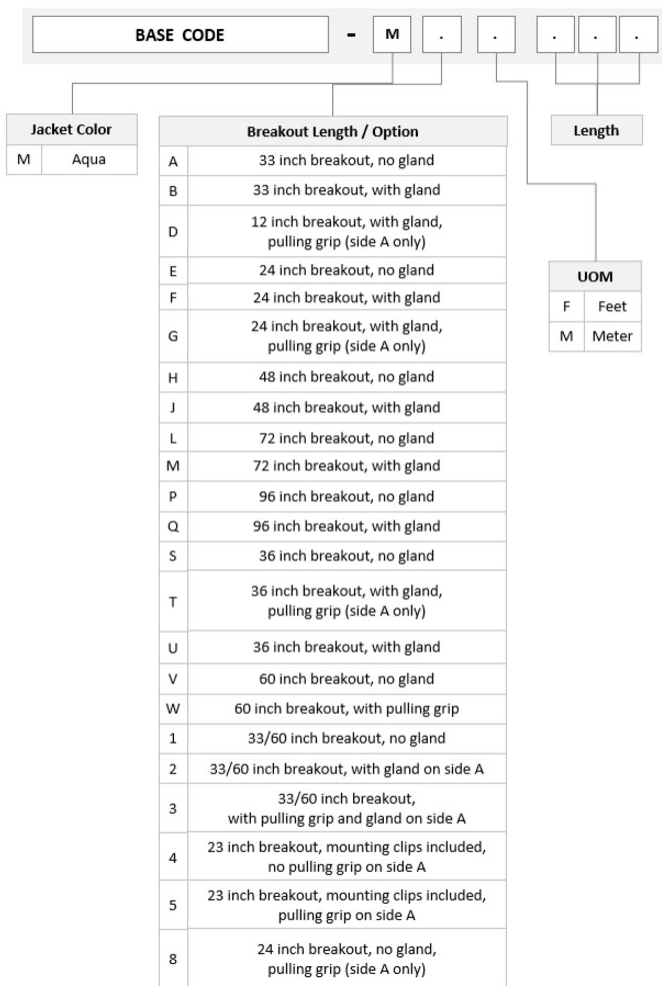 BASE CODE - M . . . . .
Jacket Color
M Aqua
Breakout Length / Option
A 33 inch breakout, no gland
B 33 inch breakout, with gland
D 12 inch breakout, with gland,
pulling grip (side A only)
E 24 inch breakout, no gland
F 24 inch breakout, with gland
G 24 inch breakout, with gland,
pulling grip (side A only)
H 48 inch breakout, no gland
J 48 inch breakout, with gland
L 72 inch breakout, no gland
M 72 inch breakout, with gland
P 96 inch breakout, no gland
Q 96 inch breakout, with gland
S 36 inch breakout, no gland
T 36 inch breakout, with gland,
pulling grip (side A only)
U 36 inch breakout, with gland
V 60 inch breakout, no gland
W 60 inch breakout, with pulling grip
1 33/60 inch breakout, no gland
2 33/60 inch breakout, with gland on side A
3 33/60 inch breakout,
with pulling grip and gland on side A
4 23 inch breakout, mounting clips included,
no pulling grip on side A
5 23 inch breakout, mounting clips included,
pulling grip on side A
8 24 inch breakout, no gland,
pulling grip (side A only)
Length
UOM
F Feet
M Meter